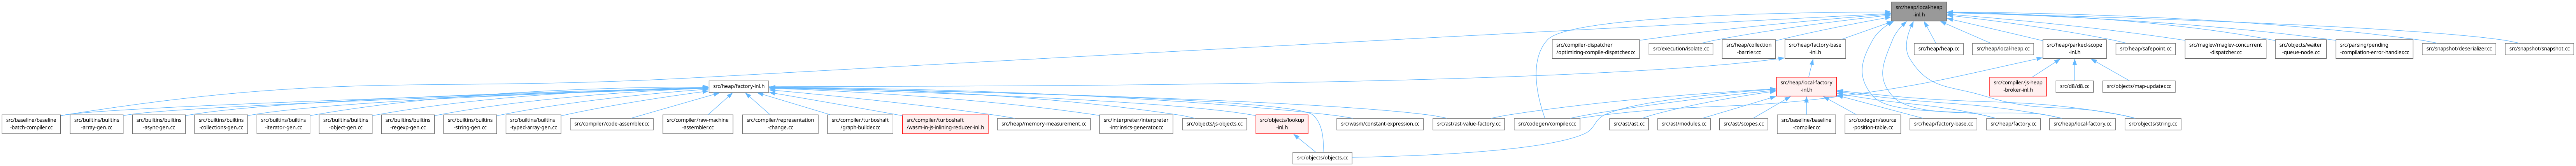 src/heap/local-heap
-inl.h
src/compiler-dispatcher
/optimizing-compile-dispatcher.cc
src/execution/isolate.cc
src/heap/collection
-barrier.cc
src/heap/factory-base
-inl.h
src/heap/heap.cc
src/heap/local-heap.cc
src/heap/parked-scope
-inl.h
src/heap/safepoint.cc
src/maglev/maglev-concurrent
-dispatcher.cc
src/objects/waiter
-queue-node.cc
src/parsing/pending
-compilation-error-handler.cc
src/snapshot/deserializer.cc
src/snapshot/snapshot.cc
src/heap/factory-inl.h
src/heap/local-factory
-inl.h
src/compiler/js-heap
-broker-inl.h
src/d8/d8.cc
src/objects/map-updater.cc
src/baseline/baseline
-batch-compiler.cc
src/builtins/builtins
-array-gen.cc
src/builtins/builtins
-async-gen.cc
src/builtins/builtins
-collections-gen.cc
src/builtins/builtins
-iterator-gen.cc
src/builtins/builtins
-object-gen.cc
src/builtins/builtins
-regexp-gen.cc
src/builtins/builtins
-string-gen.cc
src/builtins/builtins
-typed-array-gen.cc
src/compiler/code-assembler.cc
src/compiler/raw-machine
-assembler.cc
src/compiler/representation
-change.cc
src/compiler/turboshaft
/graph-builder.cc
src/compiler/turboshaft
/wasm-in-js-inlining-reducer-inl.h
src/heap/memory-measurement.cc
src/interpreter/interpreter
-intrinsics-generator.cc
src/objects/js-objects.cc
src/objects/lookup
-inl.h
src/wasm/constant-expression.cc
src/ast/ast-value-factory.cc
src/codegen/compiler.cc
src/ast/ast.cc
src/ast/modules.cc
src/ast/scopes.cc
src/baseline/baseline
-compiler.cc
src/codegen/source
-position-table.cc
src/heap/factory-base.cc
src/heap/factory.cc
src/heap/local-factory.cc
src/objects/string.cc
src/objects/objects.cc